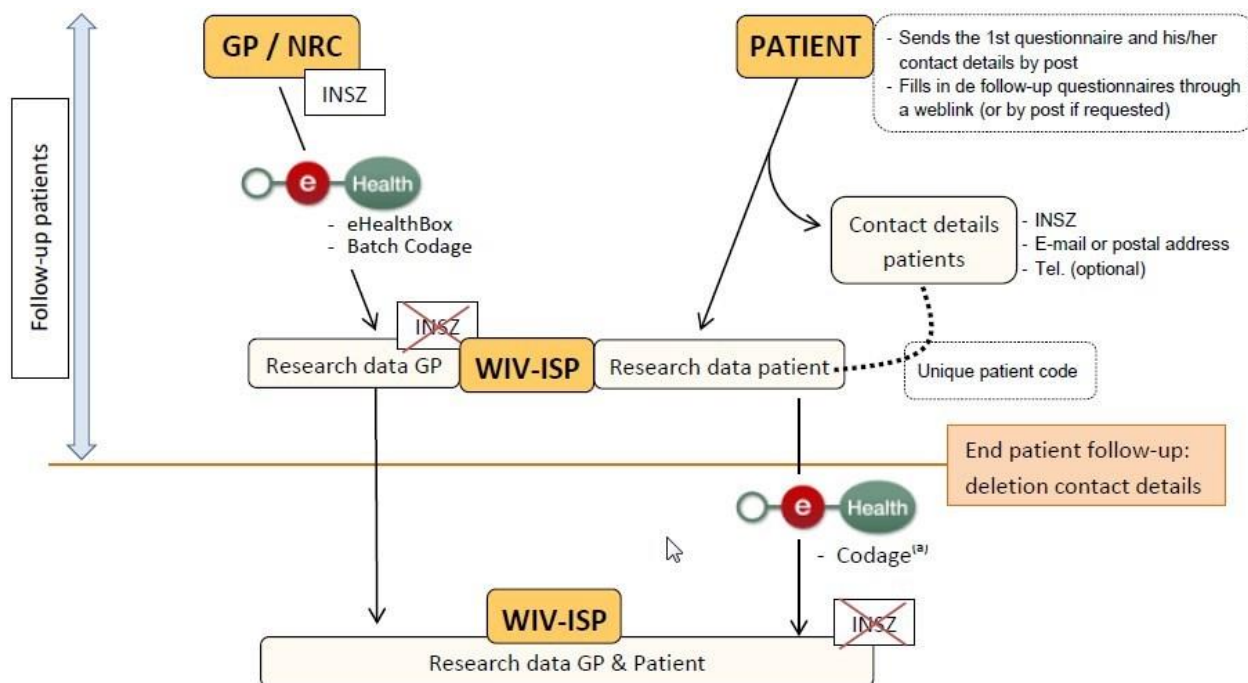 GP / NRC
INSZ
PATIENT
- Sends the 1st questionnaire and his/her
contact details by post
- Fills in de follow-up questionnaires through
a weblink (or by post if requested)
Follow-up patients
e Health
- eHealthBox
- Batch Codage
Contact details
patients
- INSZ
- E-mail or postal address
- Tel. (optional)
INSZ
Research data GP
WIV-ISP
Research data patient
Unique patient code
End patient follow-up:
deletion contact details
e Health
- Codage(a)
WIV-ISP
INSZ
Research data GP & Patient